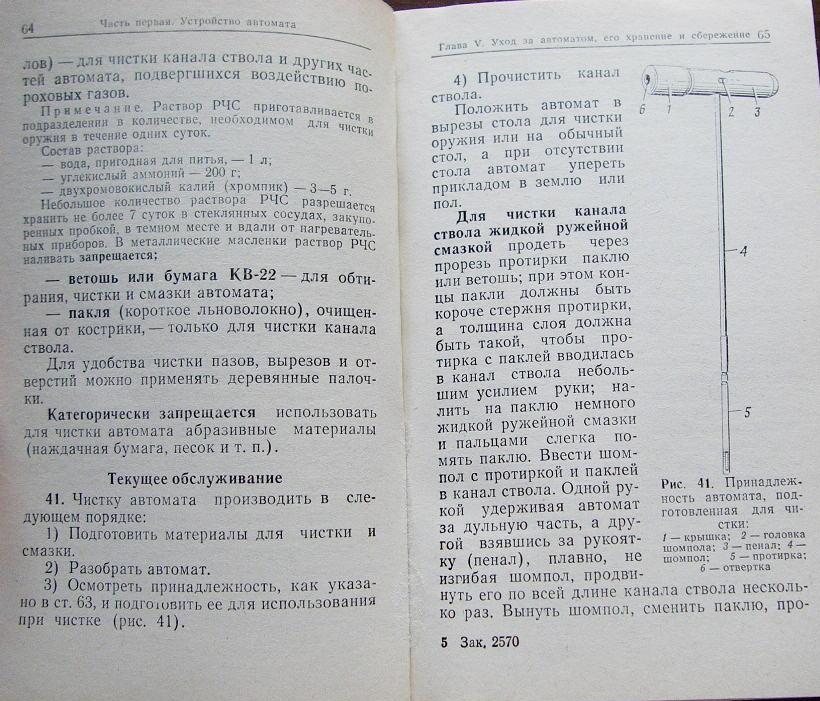 64
Часть первая. Устройство автомата
лов) — для чистки канала ствола и других час-
тей автомата, подвергшихся воздействию по-
роховых газов.
Примечание. Раствор РЧС приготавливается в
подразделении в количестве, необходимом для чистки
оружия в течение одних суток.
Состав раствора:
— вода, пригодная для питья, — 1 л;
— углекислый аммоний — 200 г;
— двухромовокислый калий (хромпик) — 3—5 г.
Небольшое количество раствора РЧС разрешается
хранить не более 7 суток в стеклянных сосудах, закупо-
ренных пробкой, в темном месте и вдали от нагреватель-
ных приборов. В металлические масленки раствор РЧС
наливать запрещается;
— ветошь или бумага КВ-22 — для обти-
рания, чистки и смазки автомата;
— пакля (короткое льноволокно), очищен-
ная от кострики, — только для чистки канала
ствола.
Для удобства чистки пазов, вырезов и от-
верстий можно применять деревянные палоч-
ки.
Категорически запрещается использовать
для чистки автомата абразивные материалы
(наждачная бумага, песок и т. п.).
Текущее обслуживание
41. Чистку автомата производить в сле-
дующем порядке:
1) Подготовить материалы для чистки и
смазки.
2) Разобрать автомат.
3) Осмотреть принадлежность, как указа-
но в ст. 63, и подготовить ее для использования
при чистке (рис. 41).
Глава V. Уход за автоматом, его хранение и сбережение 65
4) Прочистить канал
ствола.
Положить автомат в
вырезы стола для чистки
оружия или на обычный
стол, а при отсутствии
стола автомат упереть
прикладом в землю или
пол.
Для чистки канала
ствола жидкой ружейной
смазкой продеть через
прорезь протирки паклю
или ветошь; при этом кон-
цы пакли должны быть
короче стержня протирки,
а толщина слоя должна
быть такой, чтобы про-
тирка с паклей вводилась
в канал ствола неболь-
шим усилием руки; на-
лить на паклю немного
жидкой ружейной смазки
и пальцами слегка по-
мять паклю. Ввести шом-
пол с протиркой и паклей
в канал ствола. Одной ру-
кой удерживая автомат
за дульную часть, а дру-
гой взявшись за рукоят-
ку (пенал), плавно, не
изгибая шомпол, продви-
нуть его по всей длине канала ствола несколь-
ко раз. Вынуть шомпол, сменить паклю, про-
6 1 2 3
4
5
Рис. 41. Принадлеж-
ность автомата, под-
готовленная для чи-
стки:
1 — крышка; 2 — головка
шомпола; 3 — пенал; 4 —
шомпол; 5 — протирка;
6 — отвертка
5 Зак. 2570